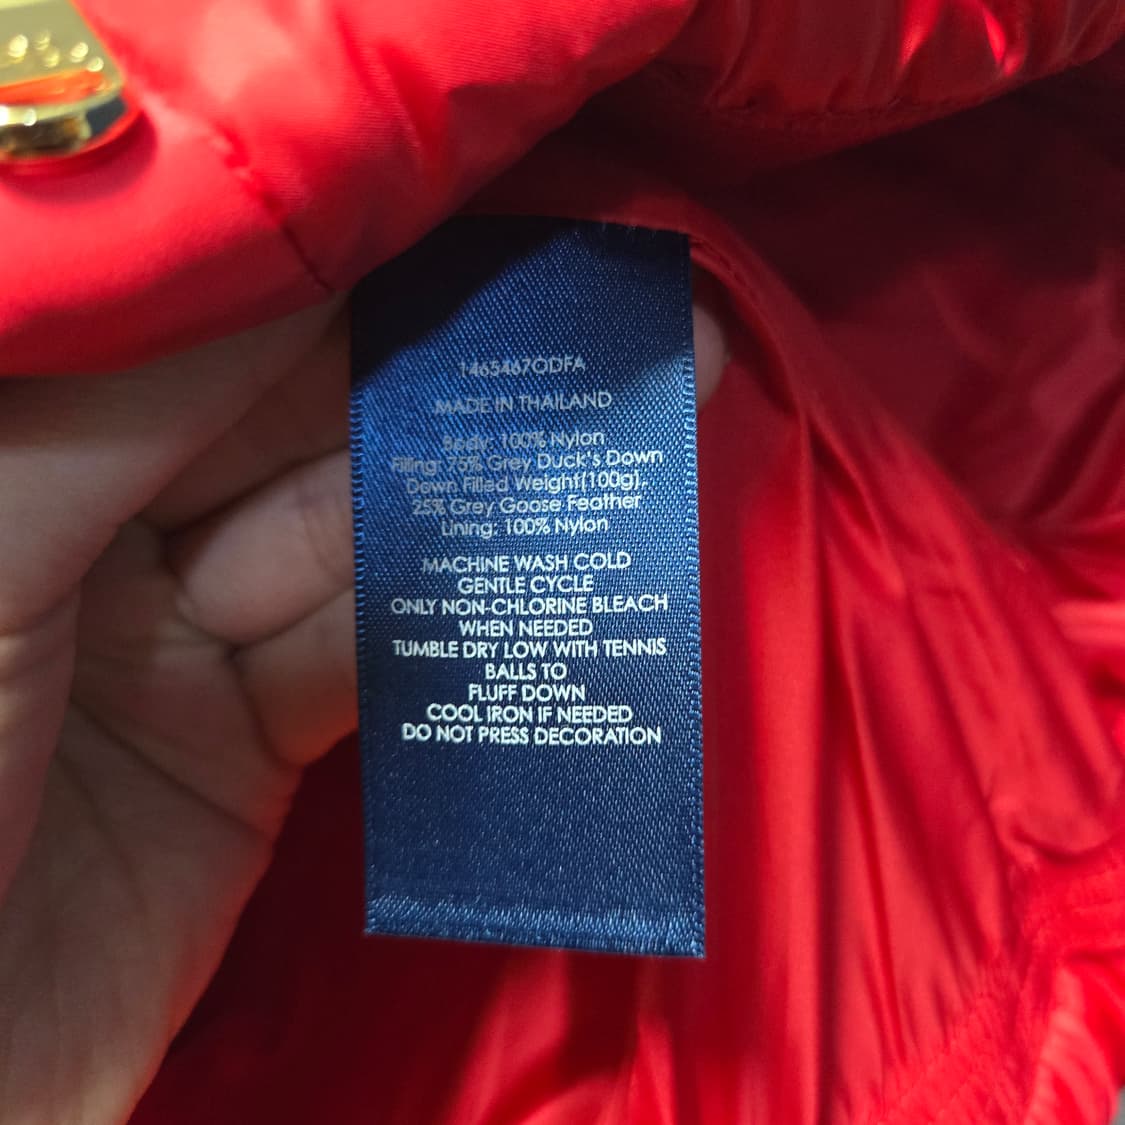 1465467ODFA
MADE IN THAILAND
Body: 100% Nylon
Filling: 75% Grey Duck's Down
Down Filled Weight(100g),
25% Grey Goose Feather
Lining: 100% Nylon
MACHINE WASH COLD
GENTLE CYCLE
ONLY NON-CHLORINE BLEACH
WHEN NEEDED
TUMBLE DRY LOW WITH TENNIS
BALLS TO
FLUFF DOWN
COOL IRON IF NEEDED
DO NOT PRESS DECORATION